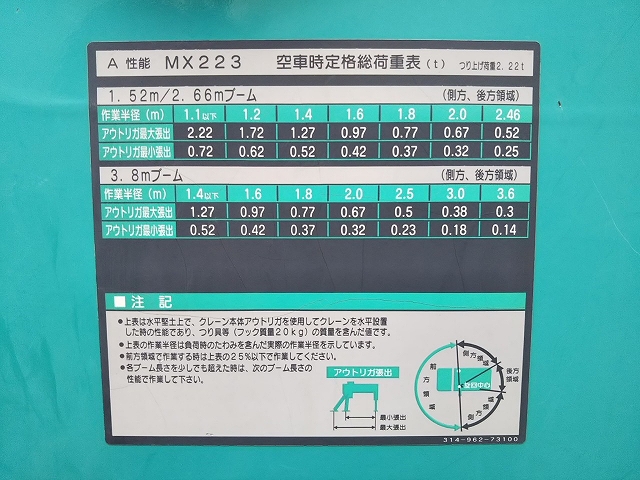 A 性能 MX223 空車時定格総荷重表(t) つり上げ荷重2.22t
1.52m/2.66mブーム (側方、後方領域)
作業半径(m) 1.1以下 1.2 1.4 1.6 1.8 2.0 2.46
アウトリガ最大張出 2.22 1.72 1.27 0.97 0.77 0.67 0.52
アウトリガ最小張出 0.72 0.62 0.52 0.42 0.37 0.32 0.25
3.8mブーム (側方、後方領域)
作業半径(m) 1.4以下 1.6 1.8 2.0 2.5 3.0 3.6
アウトリガ最大張出 1.27 0.97 0.77 0.67 0.5 0.38 0.3
アウトリガ最小張出 0.52 0.42 0.37 0.32 0.23 0.18 0.14
■ 注 記
●上表は水平堅土上で、クレーン本体アウトリガを使用してクレーンを水平設置
した時の性能であり、つり具等(フック質量20kg)の質量を含んだ値です。
●上表の作業半径は負荷時のたわみを含んだ実際の作業半径を示しています。
●前方領域で作業する時は上表の25%以下で作業してください。
●各ブーム長さを少しでも超えた時は、次のブーム長さの
性能で作業して下さい。
アウトリガ張出
最小張出
最大張出
前方領域
側方領域
後方領域
旋回中心
側方領域
314-962-73100